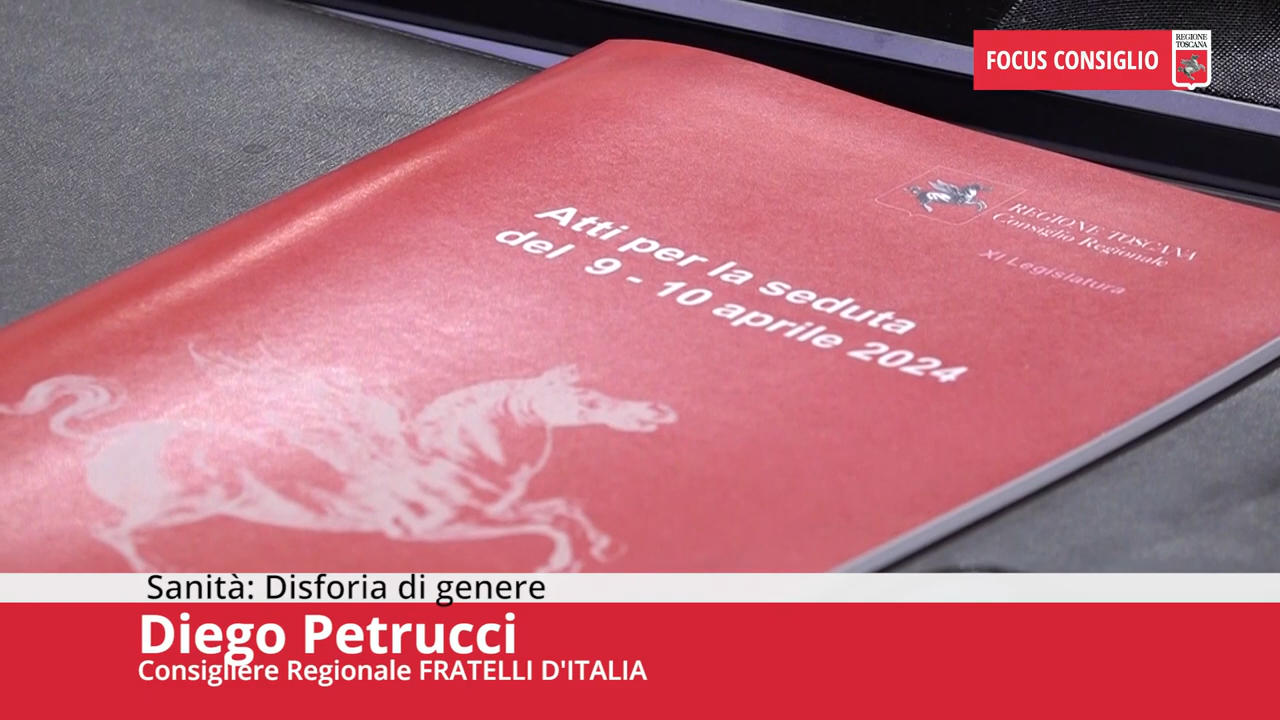 FOCUS CONSIGLIO
REGIONE
TOSCANA
REGIONE TOSCANA
Consiglio Regionale
XI Legislatura
Atti per la seduta
del 9 - 10 aprile 2024
Sanità: Disforia di genere
Diego Petrucci
Consigliere Regionale FRATELLI D'ITALIA